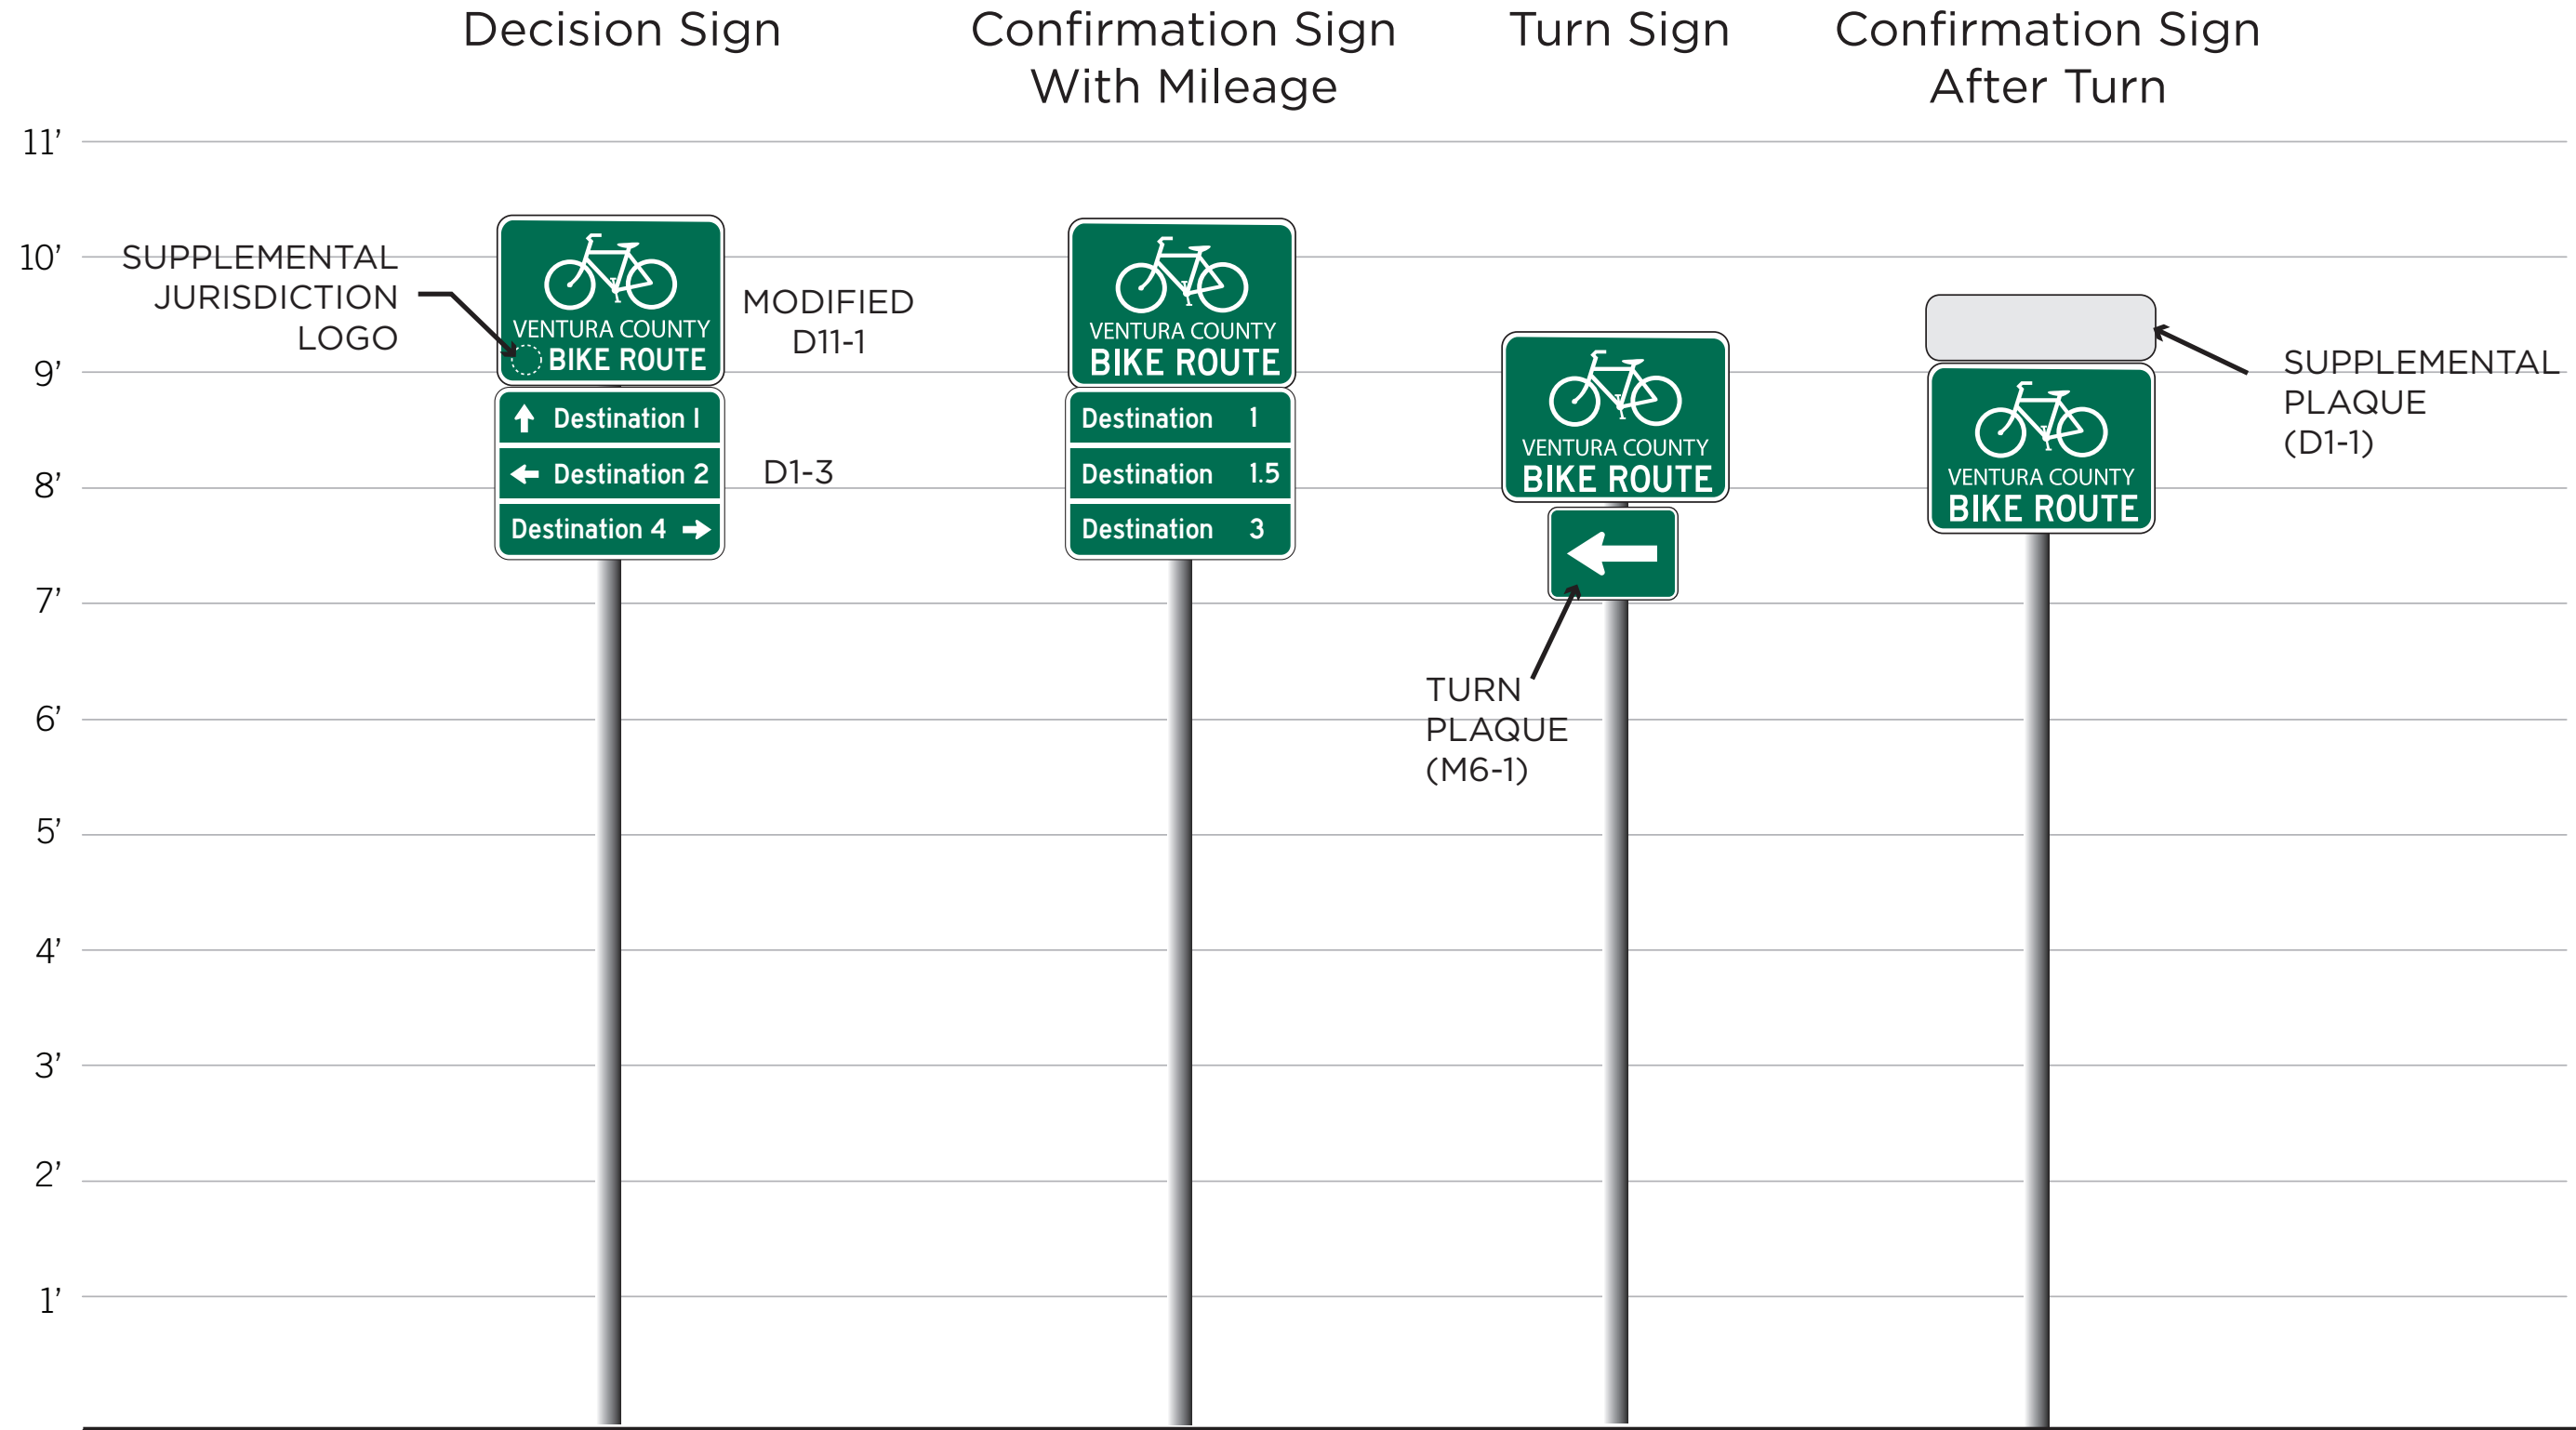 Decision Sign
Confirmation Sign
With Mileage
Turn Sign
Confirmation Sign
After Turn
11’
10’
9’
8’
7’
6’
5’
4’
3’
2’
1’
SUPPLEMENTAL
JURISDICTION
LOGO
VENTURA COUNTY
BIKE ROUTE
MODIFIED
D11-1
Destination 1
Destination 2
Destination 4
D1-3
VENTURA COUNTY
BIKE ROUTE
Destination 1
Destination 1.5
Destination 3
VENTURA COUNTY
BIKE ROUTE
TURN
PLAQUE
(M6-1)
VENTURA COUNTY
BIKE ROUTE
SUPPLEMENTAL
PLAQUE
(D1-1)